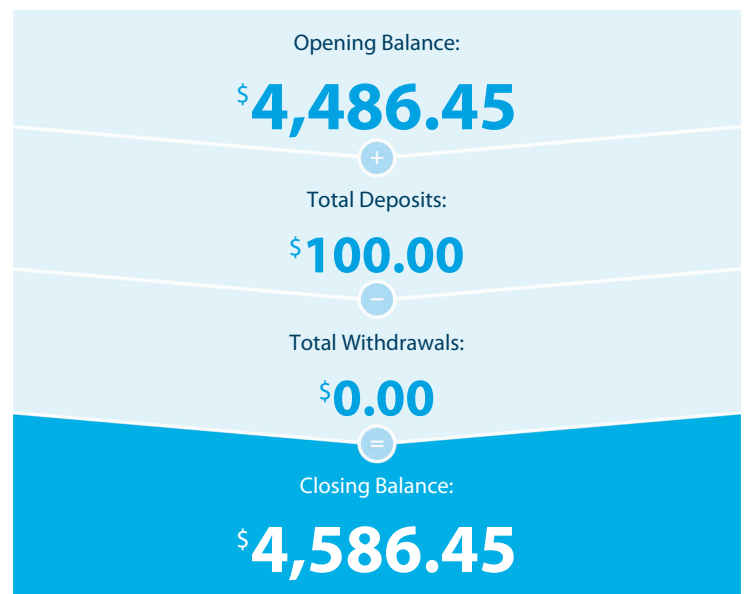 Opening Balance:
$4,486.45
+
Total Deposits:
$100.00
−
Total Withdrawals:
$0.00
=
Closing Balance:
$4,586.45